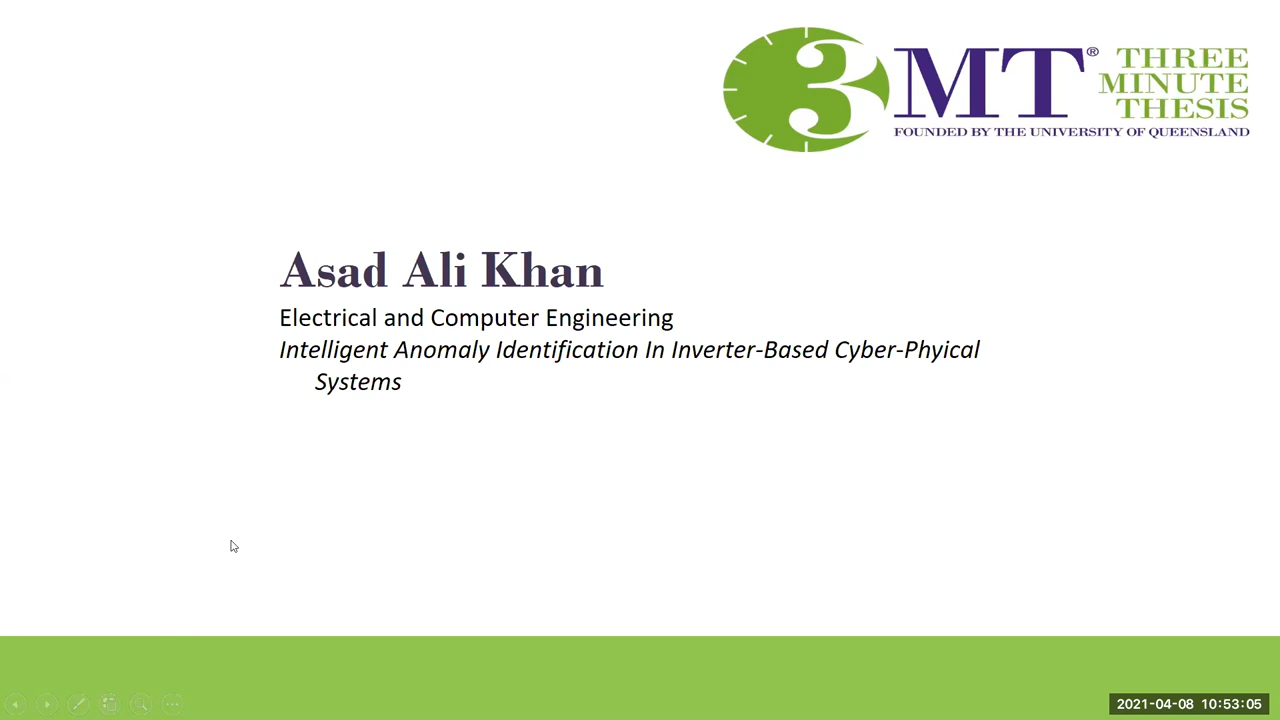 3MT® THREE
MINUTE
THESIS
FOUNDED BY THE UNIVERSITY OF QUEENSLAND
Asad Ali Khan
Electrical and Computer Engineering
Intelligent Anomaly Identification In Inverter-Based Cyber-Phyical
Systems
2021-04-08 10:53:05